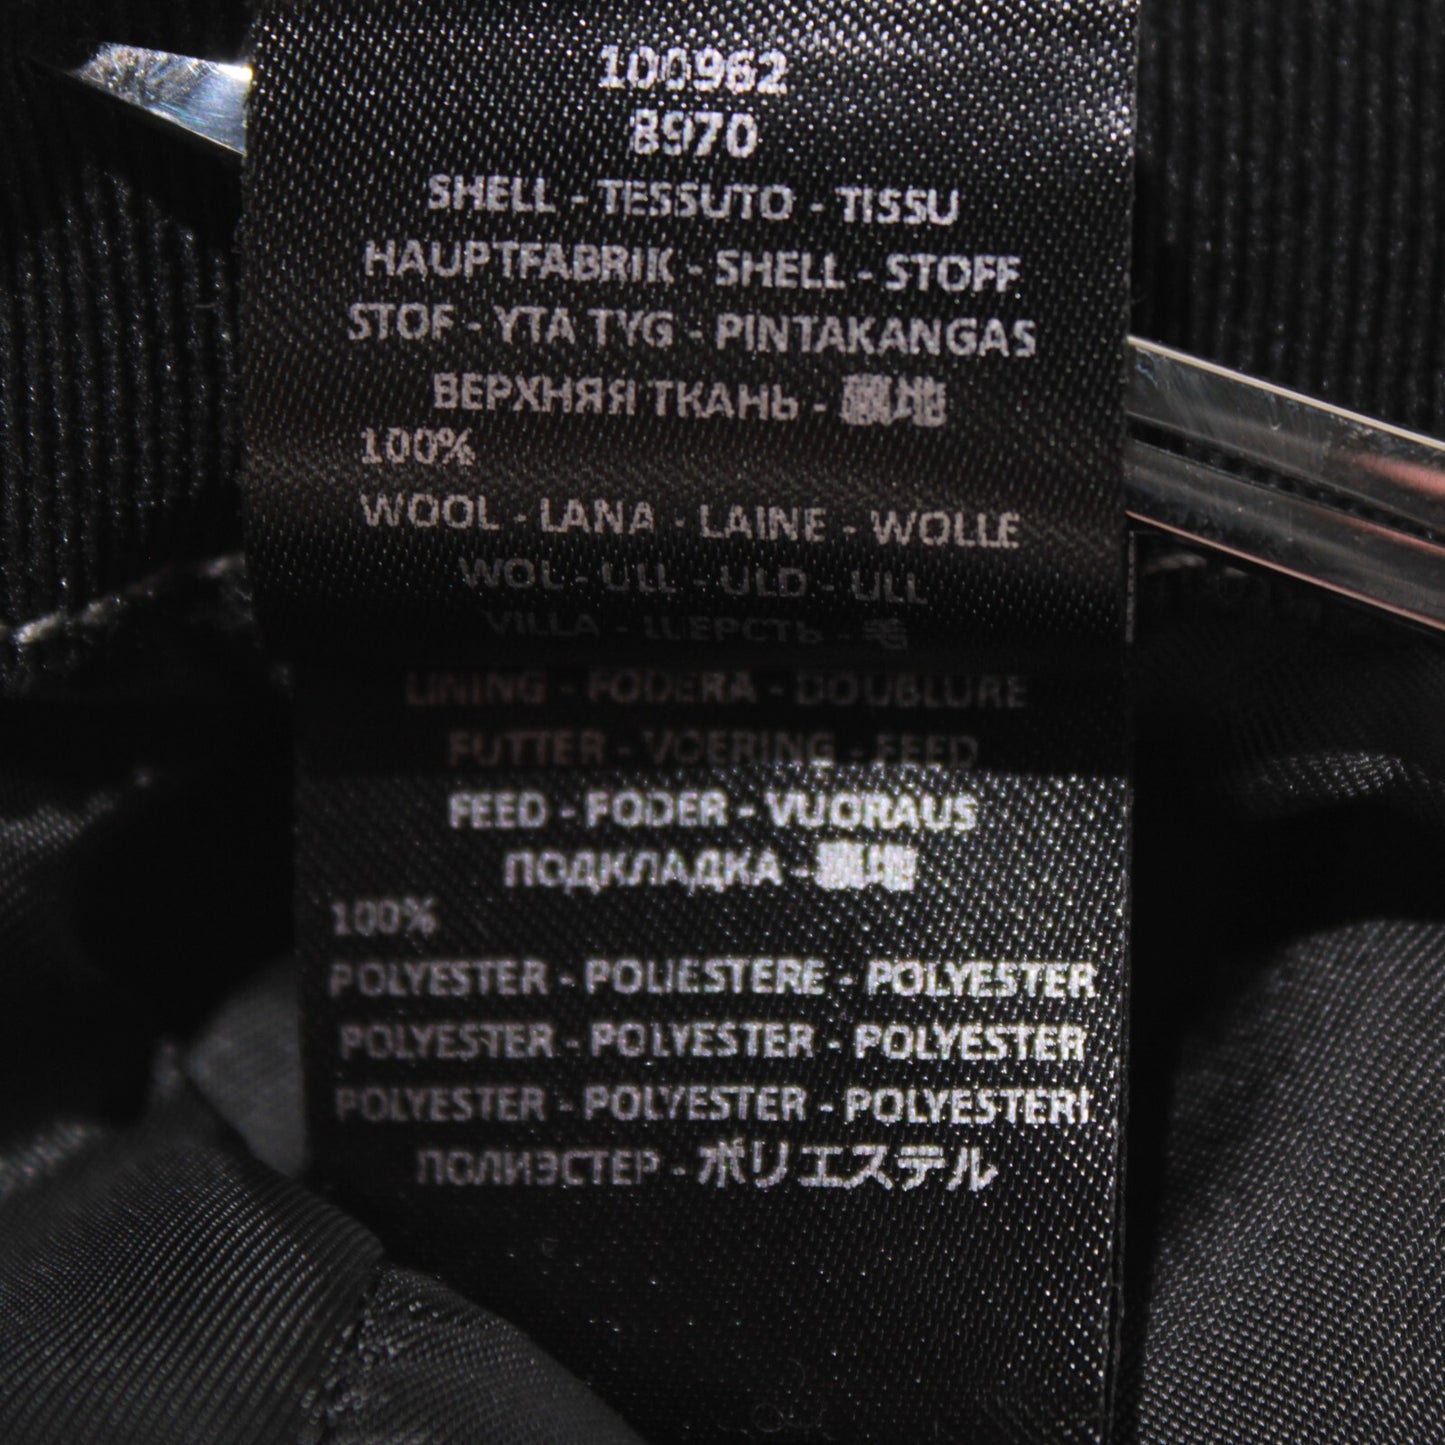 100962
8970
SHELL - TESSUTO - TISSU
HAUPTFABRIK - SHELL - STOFF
STOF - YTA TYG - PINTAKANGAS
ВЕРХНЯЯ ТКАНЬ - 裏地
100%
WOOL - LANA - LAINE - WOLLE
WOL - ULL - ULD - ULL
VILLA - ШЕРСТЬ - 毛
LINING - FODERA - DOUBLURE
FUTTER - VOERING - FEED
FEED - FODER - VUORAUS
ПОДКЛАДКА - 裏地
100%
POLYESTER - POLIESTERE - POLYESTER
POLYESTER - POLYESTER - POLYESTER
POLYESTER - POLYESTER - POLYESTERI
ПОЛИЭСТЕР - ポリエステル